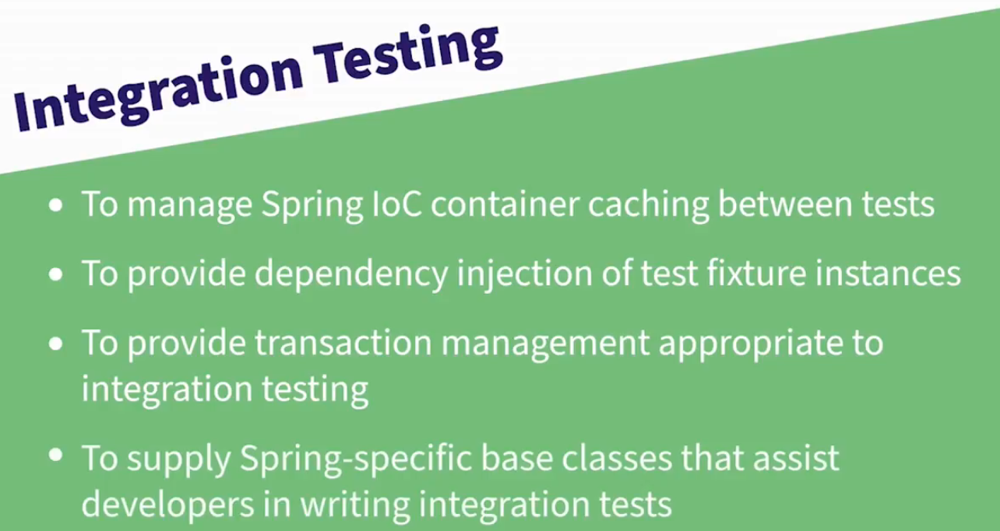 Integration Testing
• To manage Spring IoC container caching between tests
• To provide dependency injection of test fixture instances
• To provide transaction management appropriate to
integration testing
• To supply Spring-specific base classes that assist
developers in writing integration tests